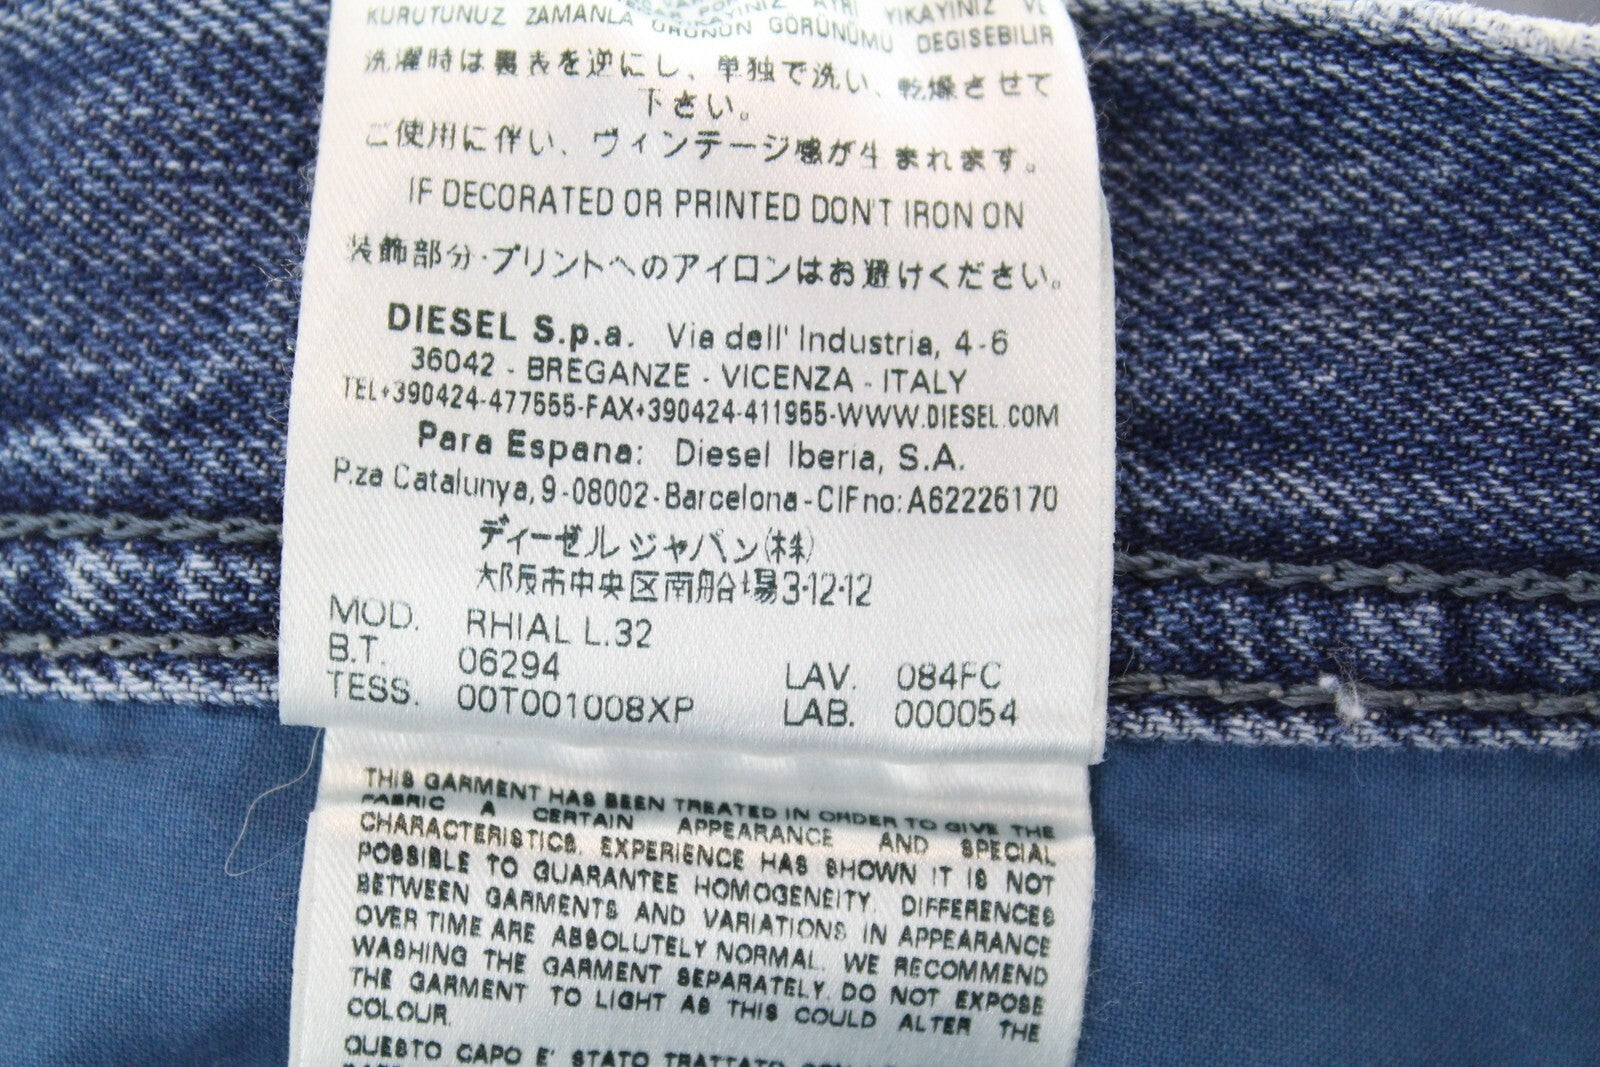 KURUTUNUZ ZAMANLA ÜRÜNÜN GÖRÜNÜMÜ DEGISEBILIR
洗濯時は裏表を逆にし、単独で洗い、乾燥させて
下さい。
ご使用に伴い、ヴィンテージ感が生まれます。
IF DECORATED OR PRINTED DON'T IRON ON
装飾部分・プリントへのアイロンはお避けください。
DIESEL S.p.a. Via dell' Industria, 4-6
36042 - BREGANZE - VICENZA - ITALY
TEL+390424-477555-FAX+390424-411955-WWW.DIESEL.COM
Para Espana: Diesel Iberia, S.A.
P.za Catalunya, 9-08002-Barcelona-CIF no: A62226170
ディーゼル ジャパン(株)
大阪市中央区南船場3-12-12
MOD. RHIAL L.32
B.T. 06294 LAV. 084FC
TESS. 00T001008XP LAB. 000054
THIS GARMENT HAS BEEN TREATED IN ORDER TO GIVE THE
FABRIC A CERTAIN APPEARANCE AND SPECIAL
CHARACTERISTICS. EXPERIENCE HAS SHOWN IT IS NOT
POSSIBLE TO GUARANTEE HOMOGENEITY. DIFFERENCES
BETWEEN GARMENTS AND VARIATIONS IN APPEARANCE
OVER TIME ARE ABSOLUTELY NORMAL. WE RECOMMEND
WASHING THE GARMENT SEPARATELY. DO NOT EXPOSE
THE GARMENT TO LIGHT AS THIS COULD ALTER THE
COLOUR.
QUESTO CAPO E' STATO TRATTATO